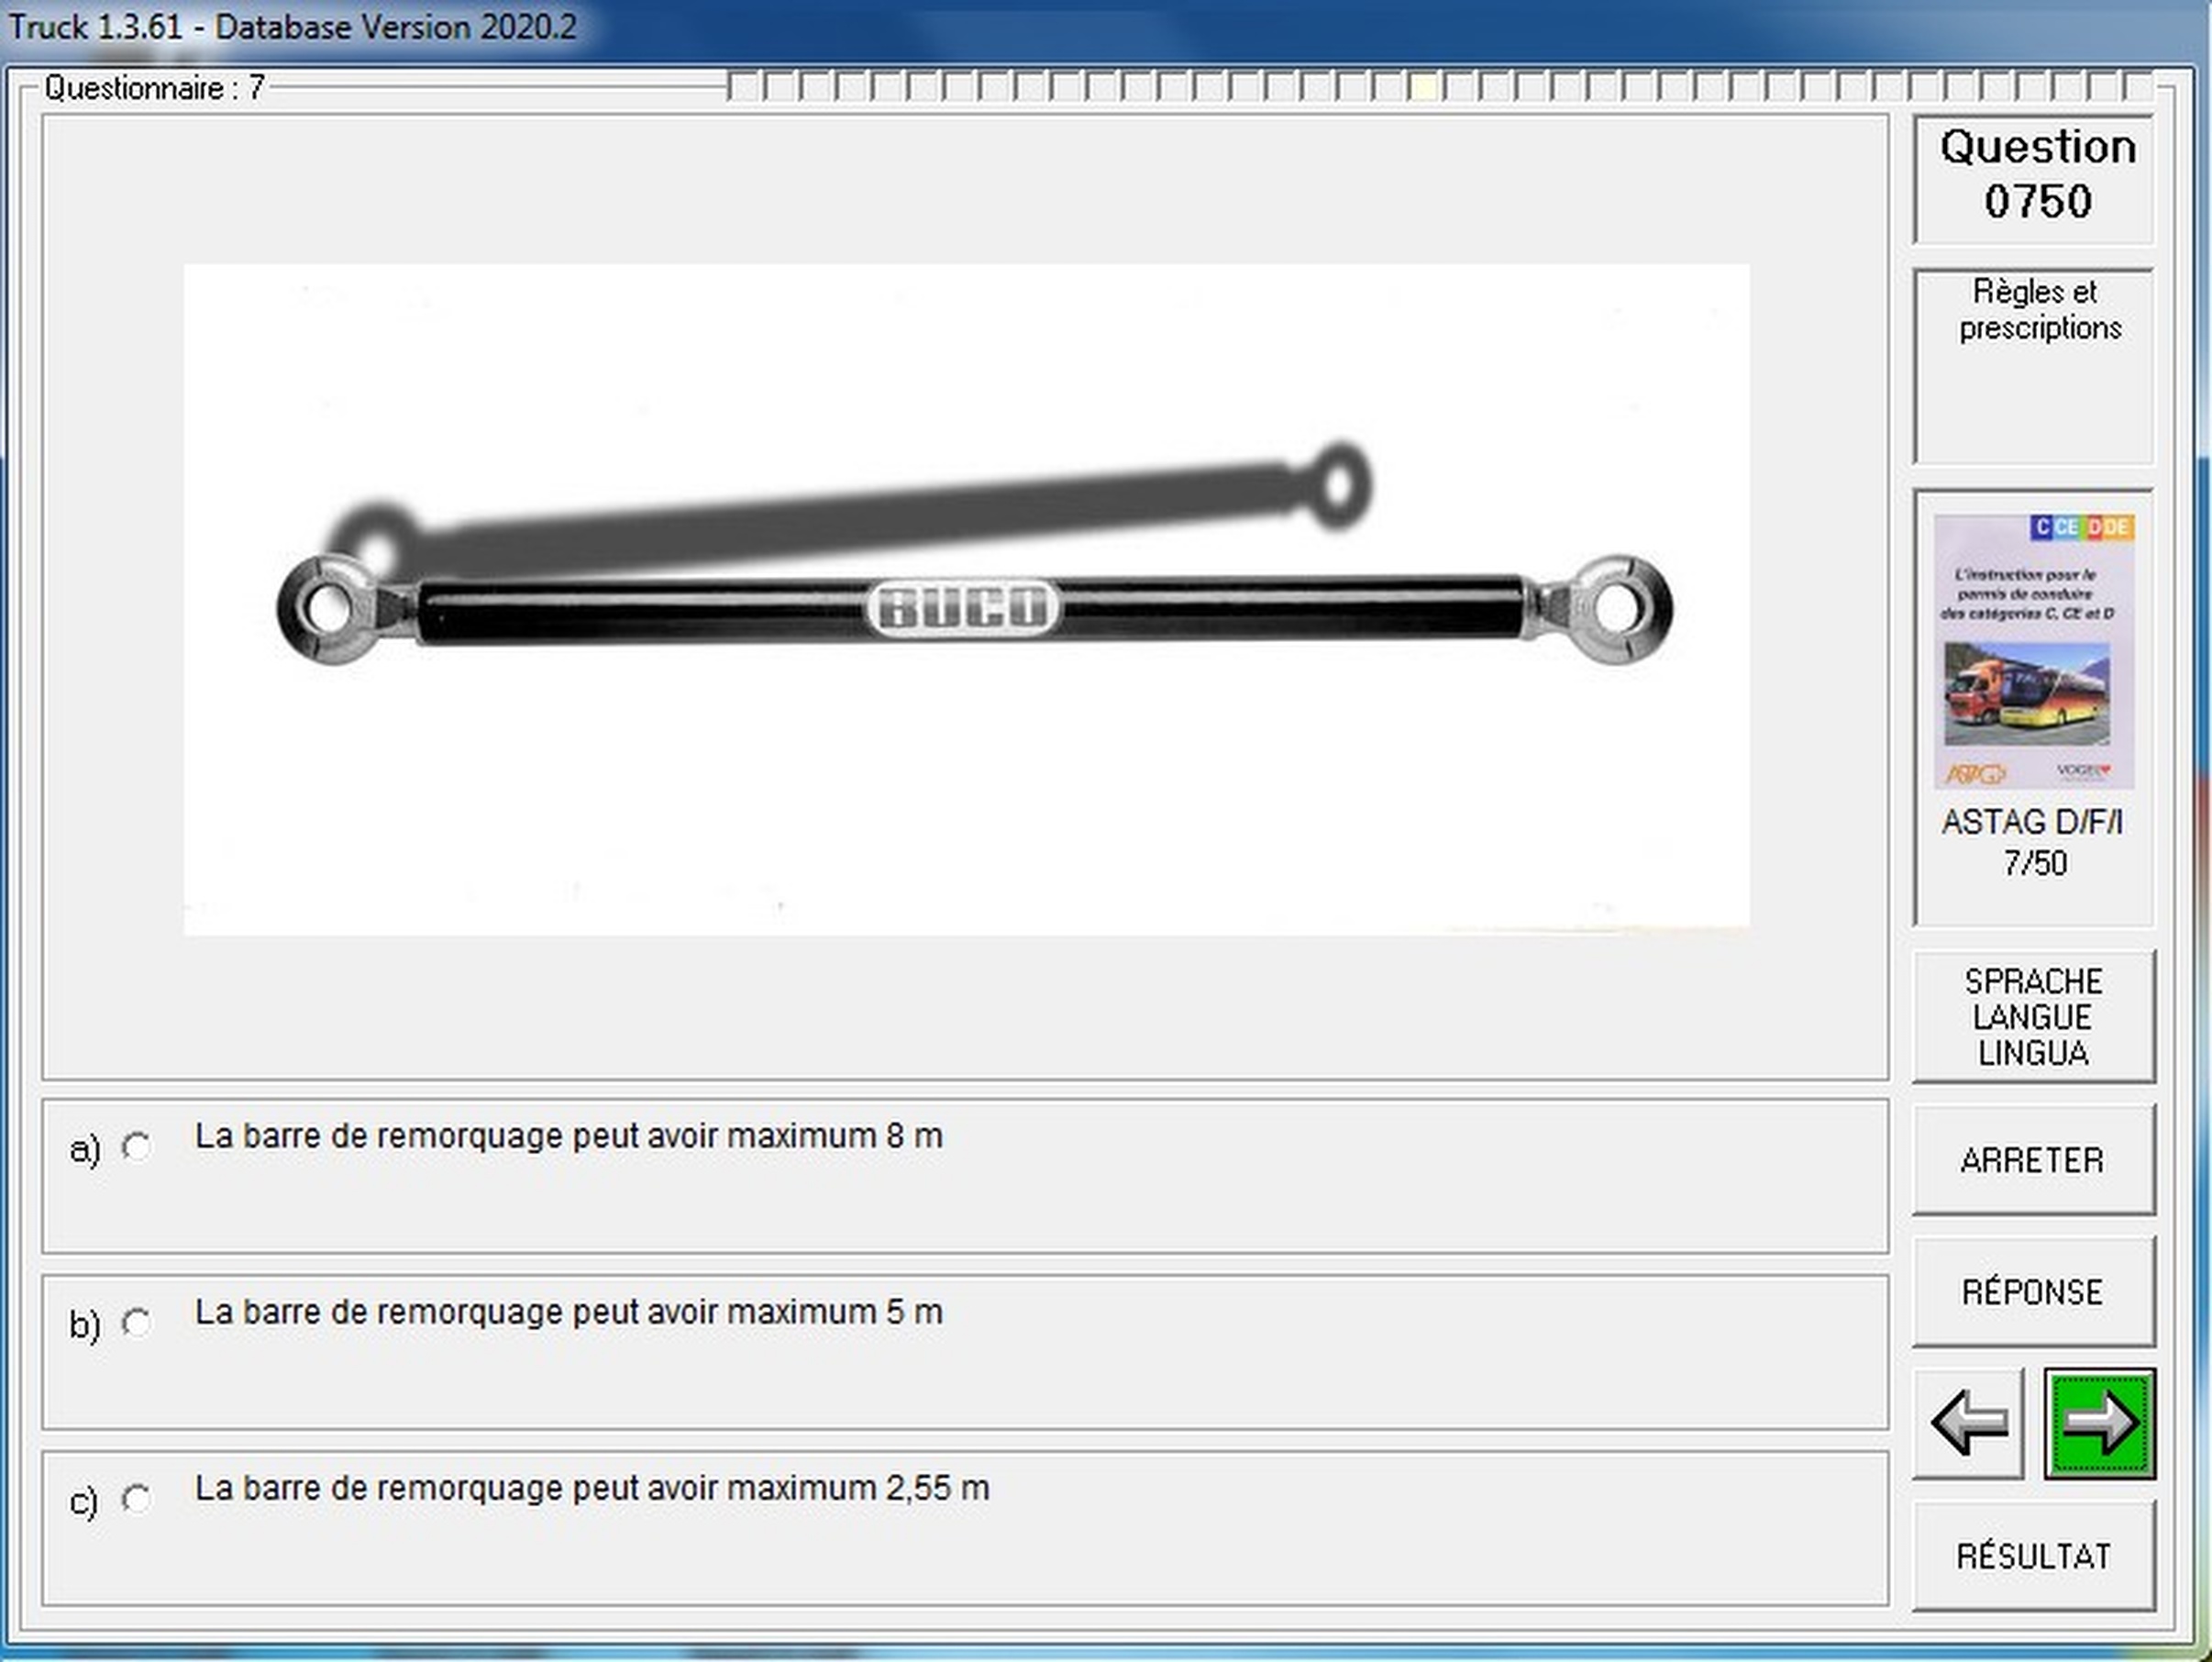 Truck 1.3.61 - Database Version 2020.2
Questionnaire : 7
Question
0750
Règles et
prescriptions
BUCO
C CE D DE
L'instruction pour le
permis de conduire
des catégories C, CE et D
ASTAG
VOGEL
ASTAG D/F/I
7/50
SPRACHE
LANGUE
LINGUA
a) La barre de remorquage peut avoir maximum 8 m
ARRETER
b) La barre de remorquage peut avoir maximum 5 m
RÉPONSE
c) La barre de remorquage peut avoir maximum 2,55 m
RÉSULTAT